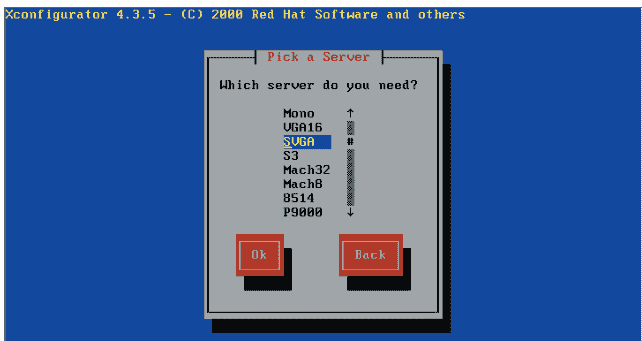 Xconfigurator 4.3.5 - (C) 2000 Red Hat Software and others
Pick a Server
Which server do you need?
Mono ↑
VGA16
SVGA #
S3
Mach32
Mach8
8514
P9000 ↓
Ok Back